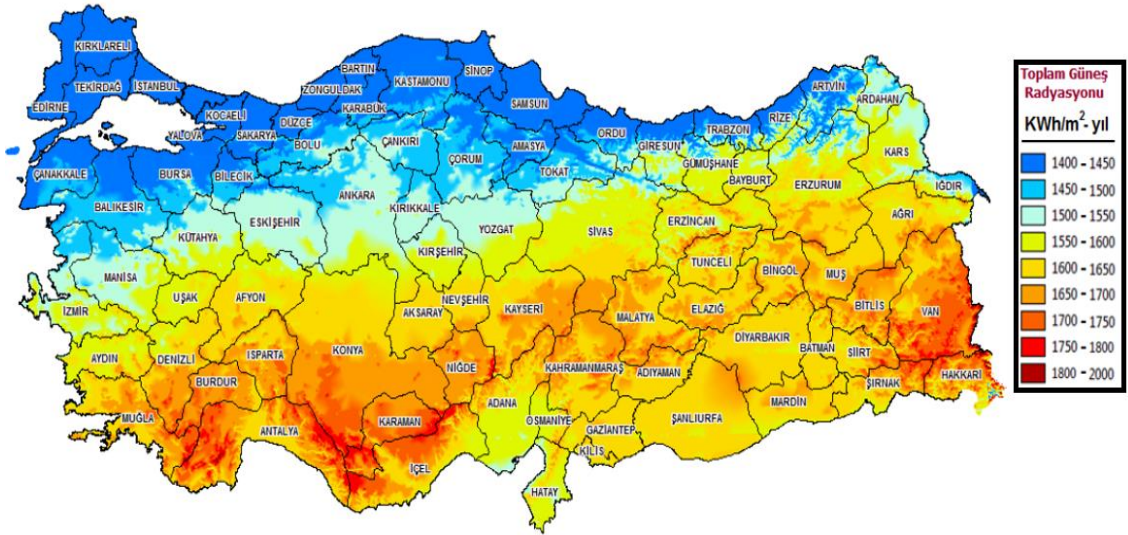 KIRKLARELİ
TEKİRDAĞ
İSTANBUL
EDİRNE
KOCAELİ
YALOVA
SAKARYA
DÜZCE
ZONGULDAK
BARTIN
KARABÜK
KASTAMONU
SİNOP
SAMSUN
ORDU
GİRESUN
TRABZON
RİZE
ARTVİN
ARDAHAN
KARS
IĞDIR
ÇANAKKALE
BALIKESİR
BURSA
BİLECİK
BOLU
ÇANKIRI
ÇORUM
AMASYA
TOKAT
GÜMÜŞHANE
BAYBURT
ERZURUM
AĞRI
KÜTAHYA
ESKİŞEHİR
ANKARA
KIRIKKALE
KIRŞEHİR
YOZGAT
SİVAS
ERZİNCAN
TUNCELİ
BİNGÖL
MUŞ
BİTLİS
VAN
MANİSA
İZMİR
UŞAK
AFYON
AKSARAY
NEVŞEHİR
KAYSERİ
MALATYA
ELAZIĞ
DİYARBAKIR
BATMAN
SİİRT
ŞIRNAK
HAKKARİ
AYDIN
DENİZLİ
ISPARTA
BURDUR
MUĞLA
ANTALYA
KONYA
KARAMAN
NİĞDE
İÇEL
ADANA
KAHRAMANMARAŞ
ADIYAMAN
OSMANİYE
GAZİANTEP
KİLİS
HATAY
ŞANLIURFA
MARDİN
Toplam Güneş
Radyasyonu
KWh/m²- yıl
1400 - 1450
1450 - 1500
1500 - 1550
1550 - 1600
1600 - 1650
1650 - 1700
1700 - 1750
1750 - 1800
1800 - 2000